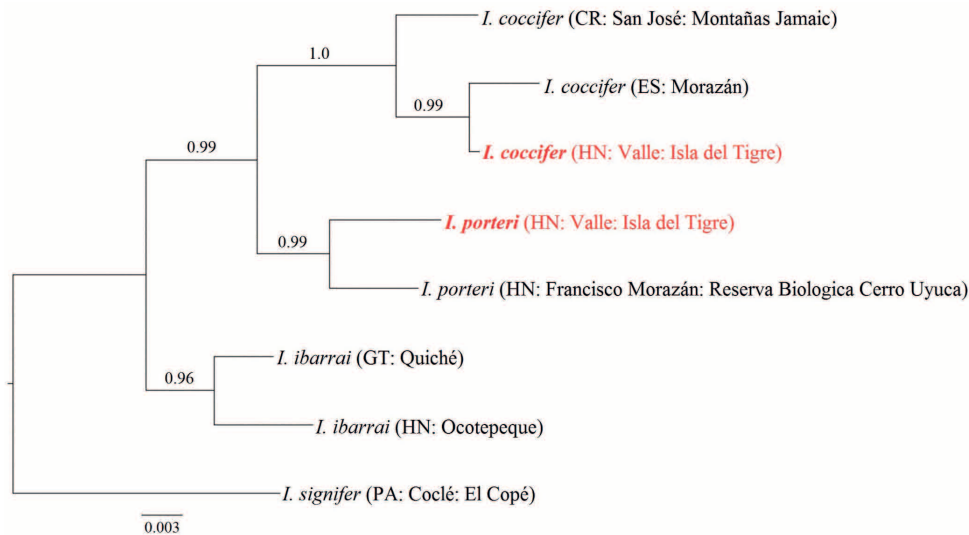 I. coccifer (CR: San José: Montañas Jamaic)
1.0
I. coccifer (ES: Morazán)
0.99
0.99
I. coccifer (HN: Valle: Isla del Tigre)
I. porteri (HN: Valle: Isla del Tigre)
0.99
I. porteri (HN: Francisco Morazán: Reserva Biologica Cerro Uyuca)
I. ibarrai (GT: Quiché)
0.96
I. ibarrai (HN: Ocotepeque)
I. signifer (PA: Coclé: El Copé)
0.003